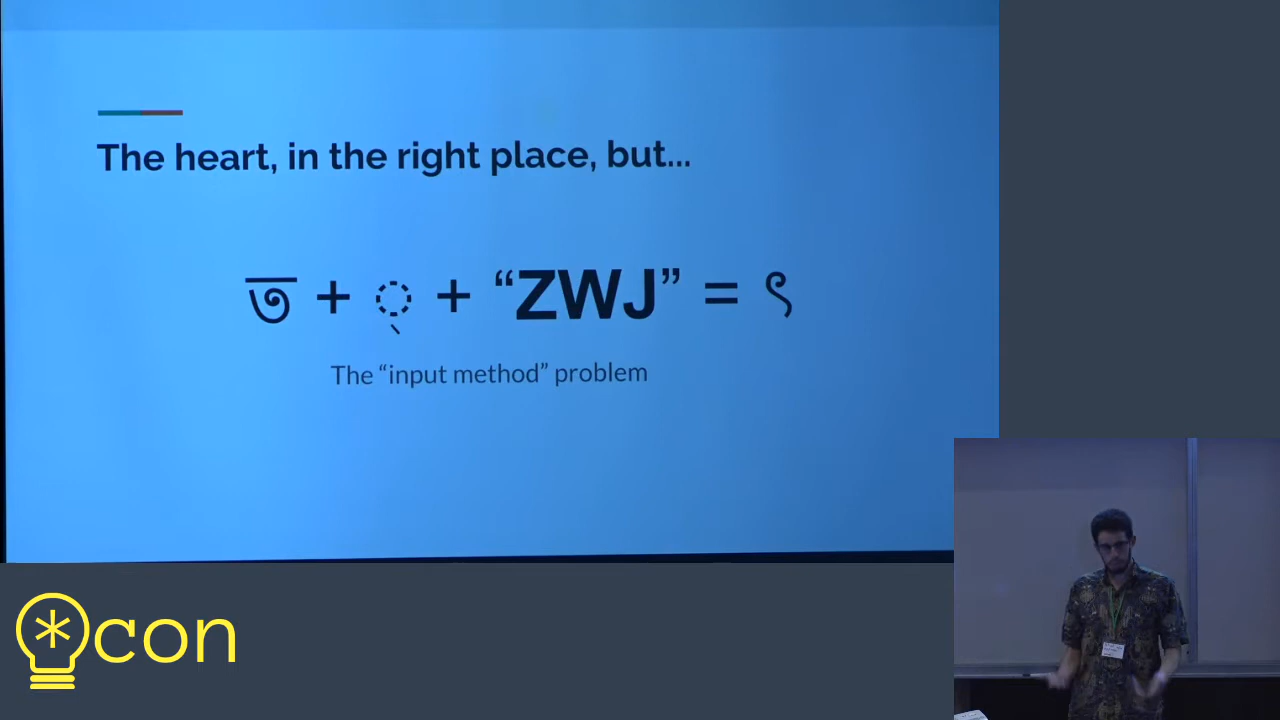 The heart, in the right place, but...
ত + ্ + “ZWJ” = ৎ
The “input method” problem
*con